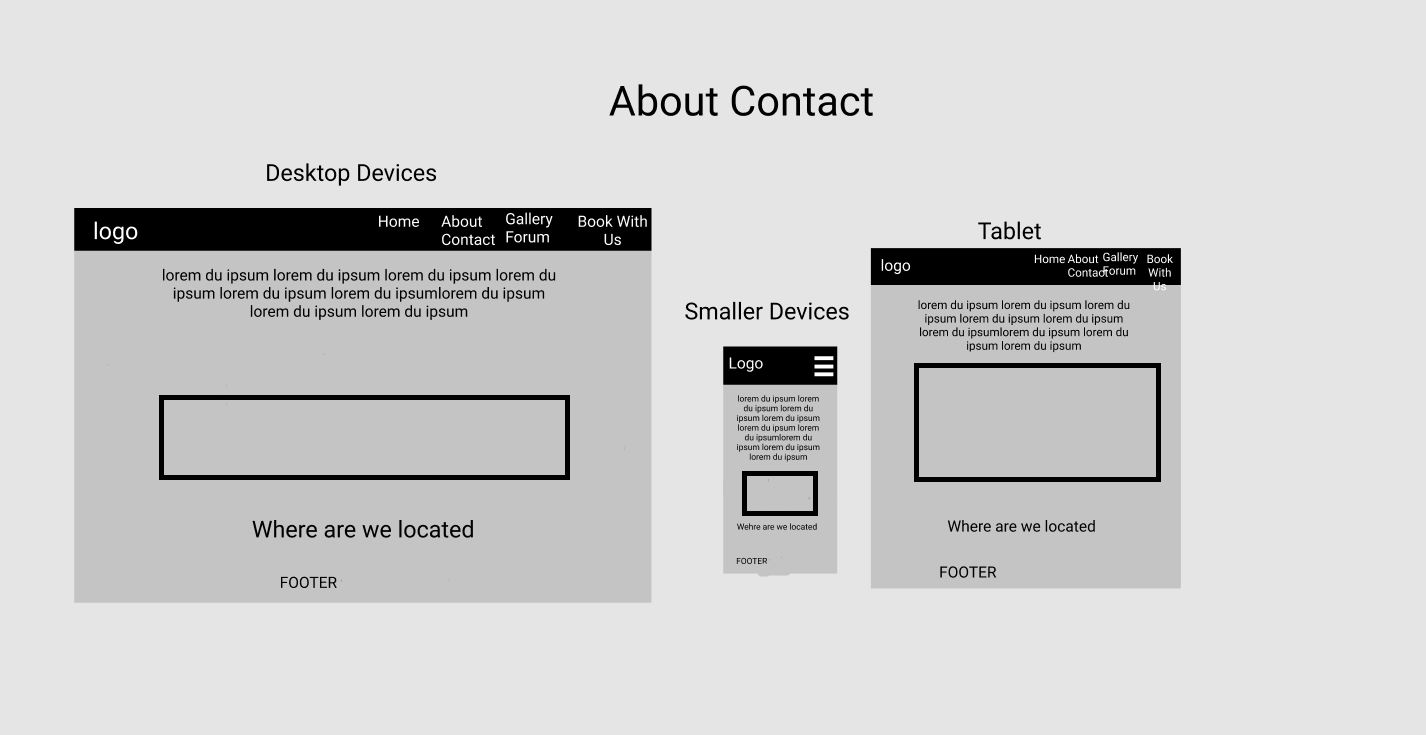 About Contact
Desktop Devices
logo
Home
About
Contact
Gallery
Forum
Book With
Us
lorem du ipsum lorem du ipsum lorem du ipsum lorem du
ipsum lorem du ipsum lorem du ipsumlorem du ipsum
lorem du ipsum lorem du ipsum
Where are we located
FOOTER
Smaller Devices
Logo
lorem du ipsum lorem
du ipsum lorem du
ipsum lorem du ipsum
lorem du ipsum lorem
du ipsumlorem du
ipsum lorem du ipsum
lorem du ipsum
Wehre are we located
FOOTER
Tablet
logo
Home
About
Contact
Gallery
Forum
Book
With
Us
lorem du ipsum lorem du ipsum lorem du
ipsum lorem du ipsum lorem du ipsum
lorem du ipsumlorem du ipsum lorem du
ipsum lorem du ipsum
Where are we located
FOOTER